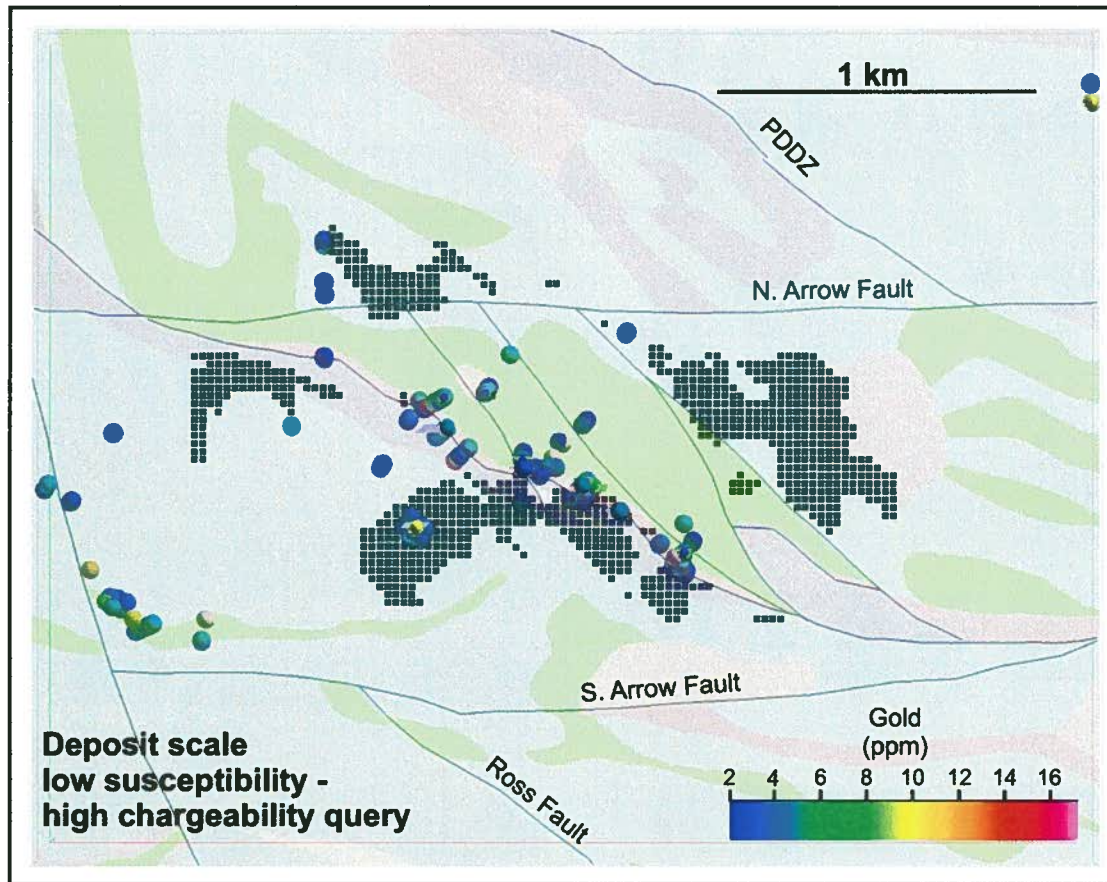 1 km
PDDZ
N. Arrow Fault
S. Arrow Fault
Ross Fault
Deposit scale
low susceptibility -
high chargeability query
Gold
(ppm)
2 4 6 8 10 12 14 16